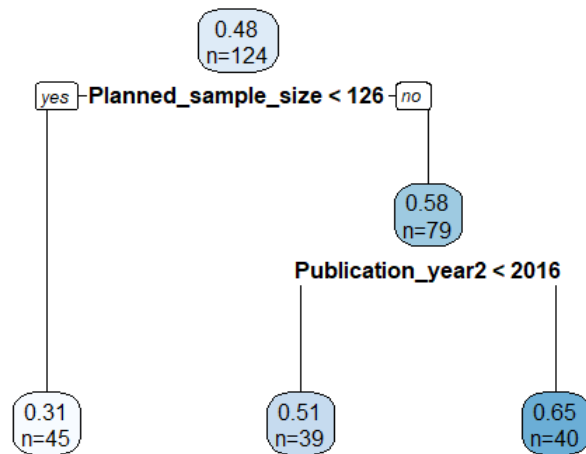 0.48
n=124
yes Planned_sample_size < 126 no
0.58
n=79
Publication_year2 < 2016
0.31
n=45
0.51
n=39
0.65
n=40